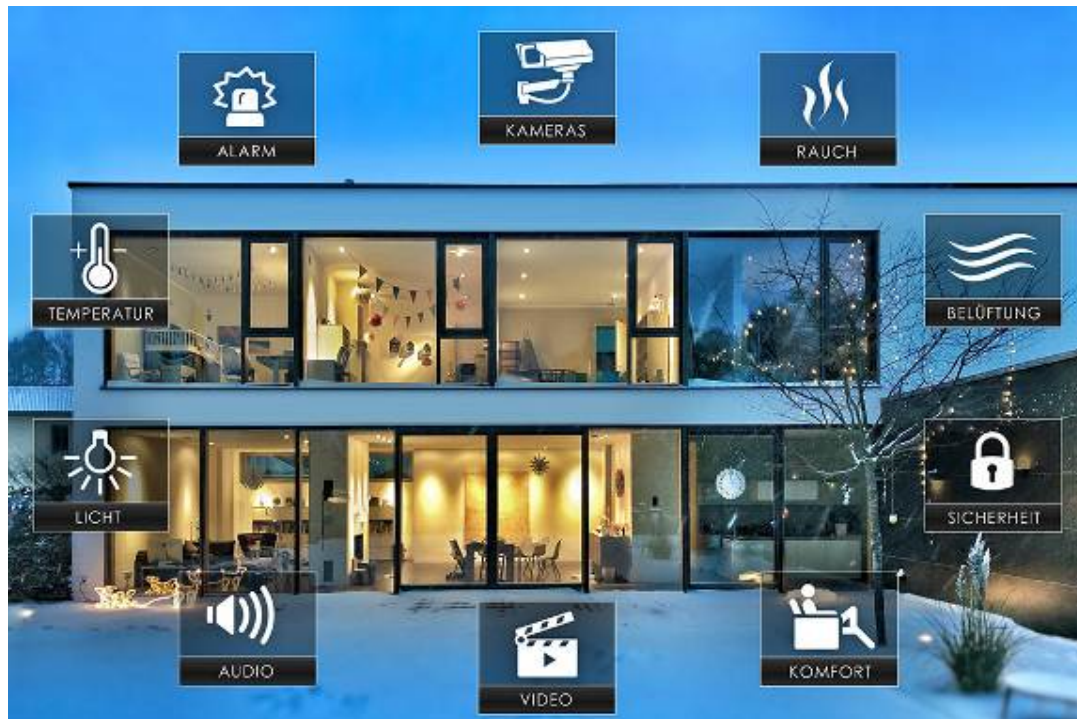 ALARM
KAMERAS
RAUCH
TEMPERATUR
BELÜFTUNG
LICHT
SICHERHEIT
AUDIO
VIDEO
KOMFORT